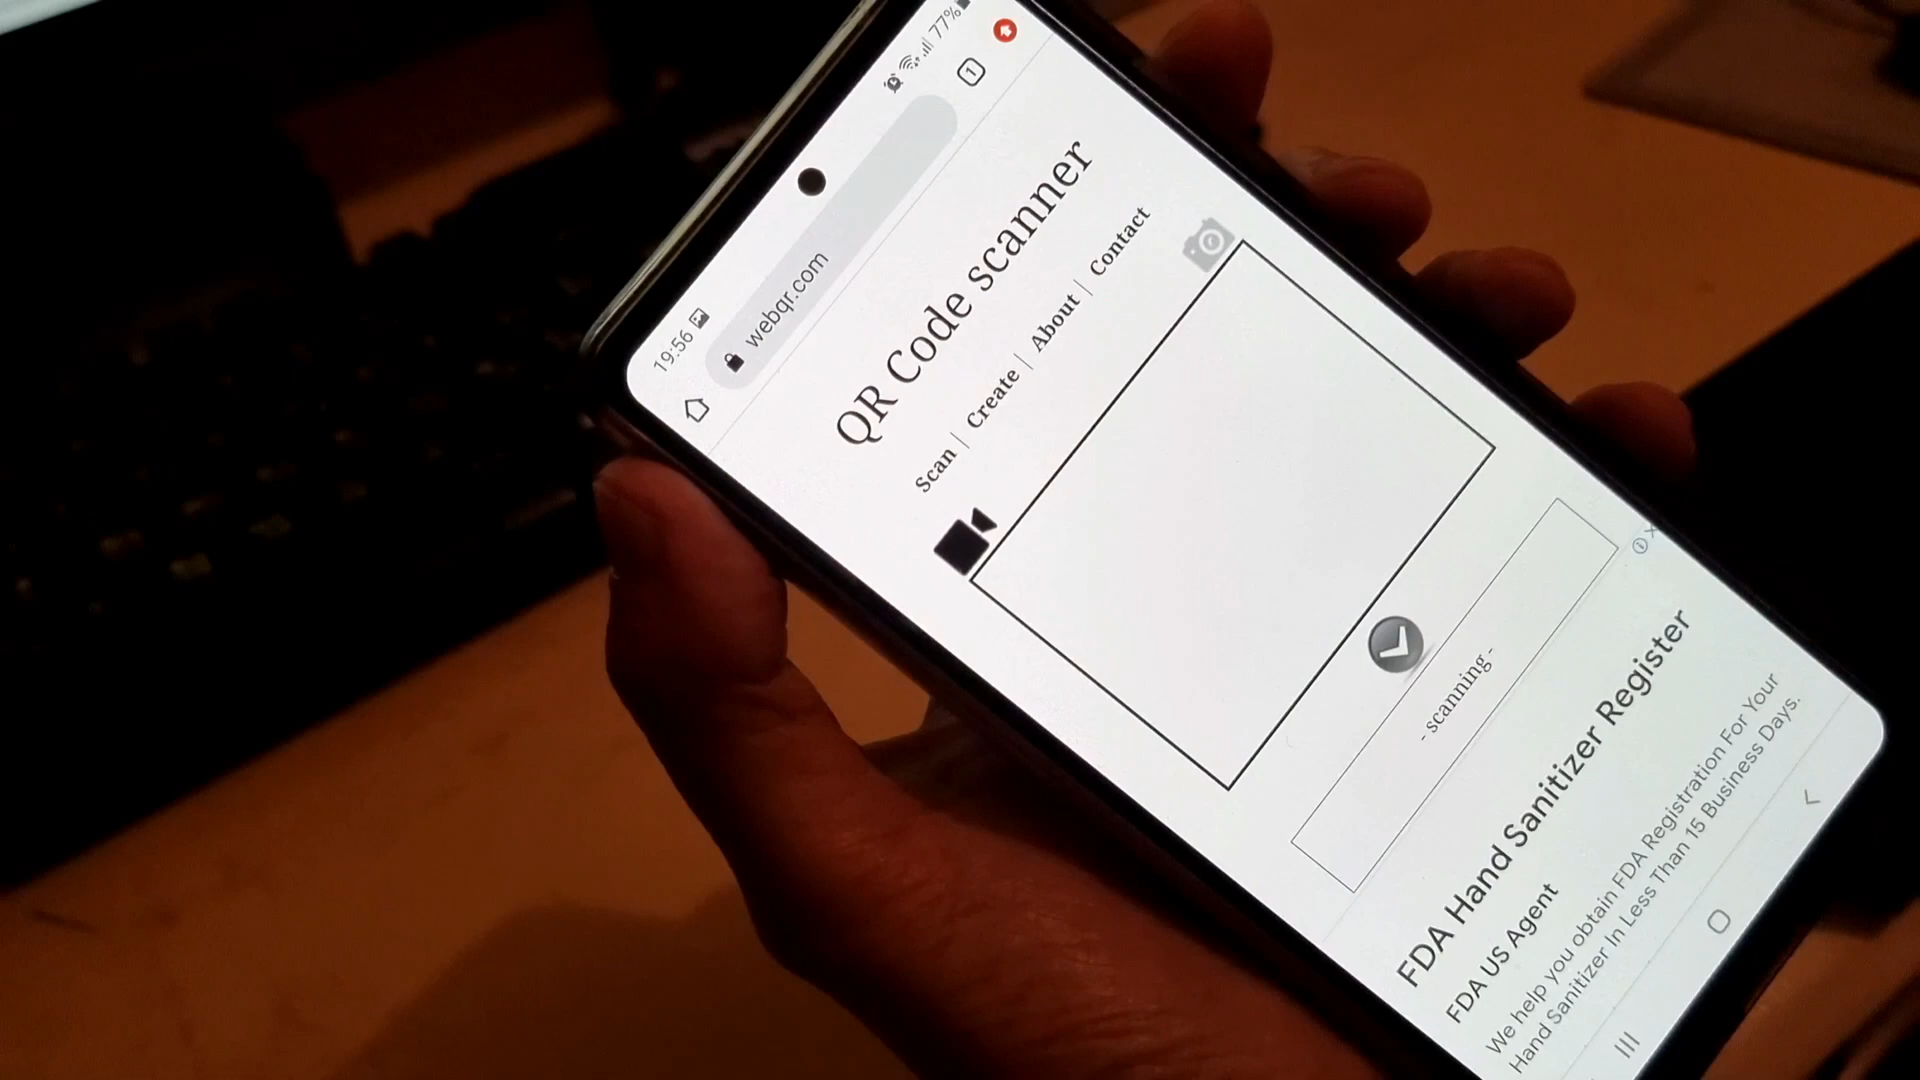 19:56
77%
webqr.com
1
QR Code scanner
Scan | Create | About | Contact
- scanning -
FDA Hand Sanitizer Register
FDA US Agent
We help you obtain FDA Registration For Your
Hand Sanitizer In Less Than 15 Business Days.